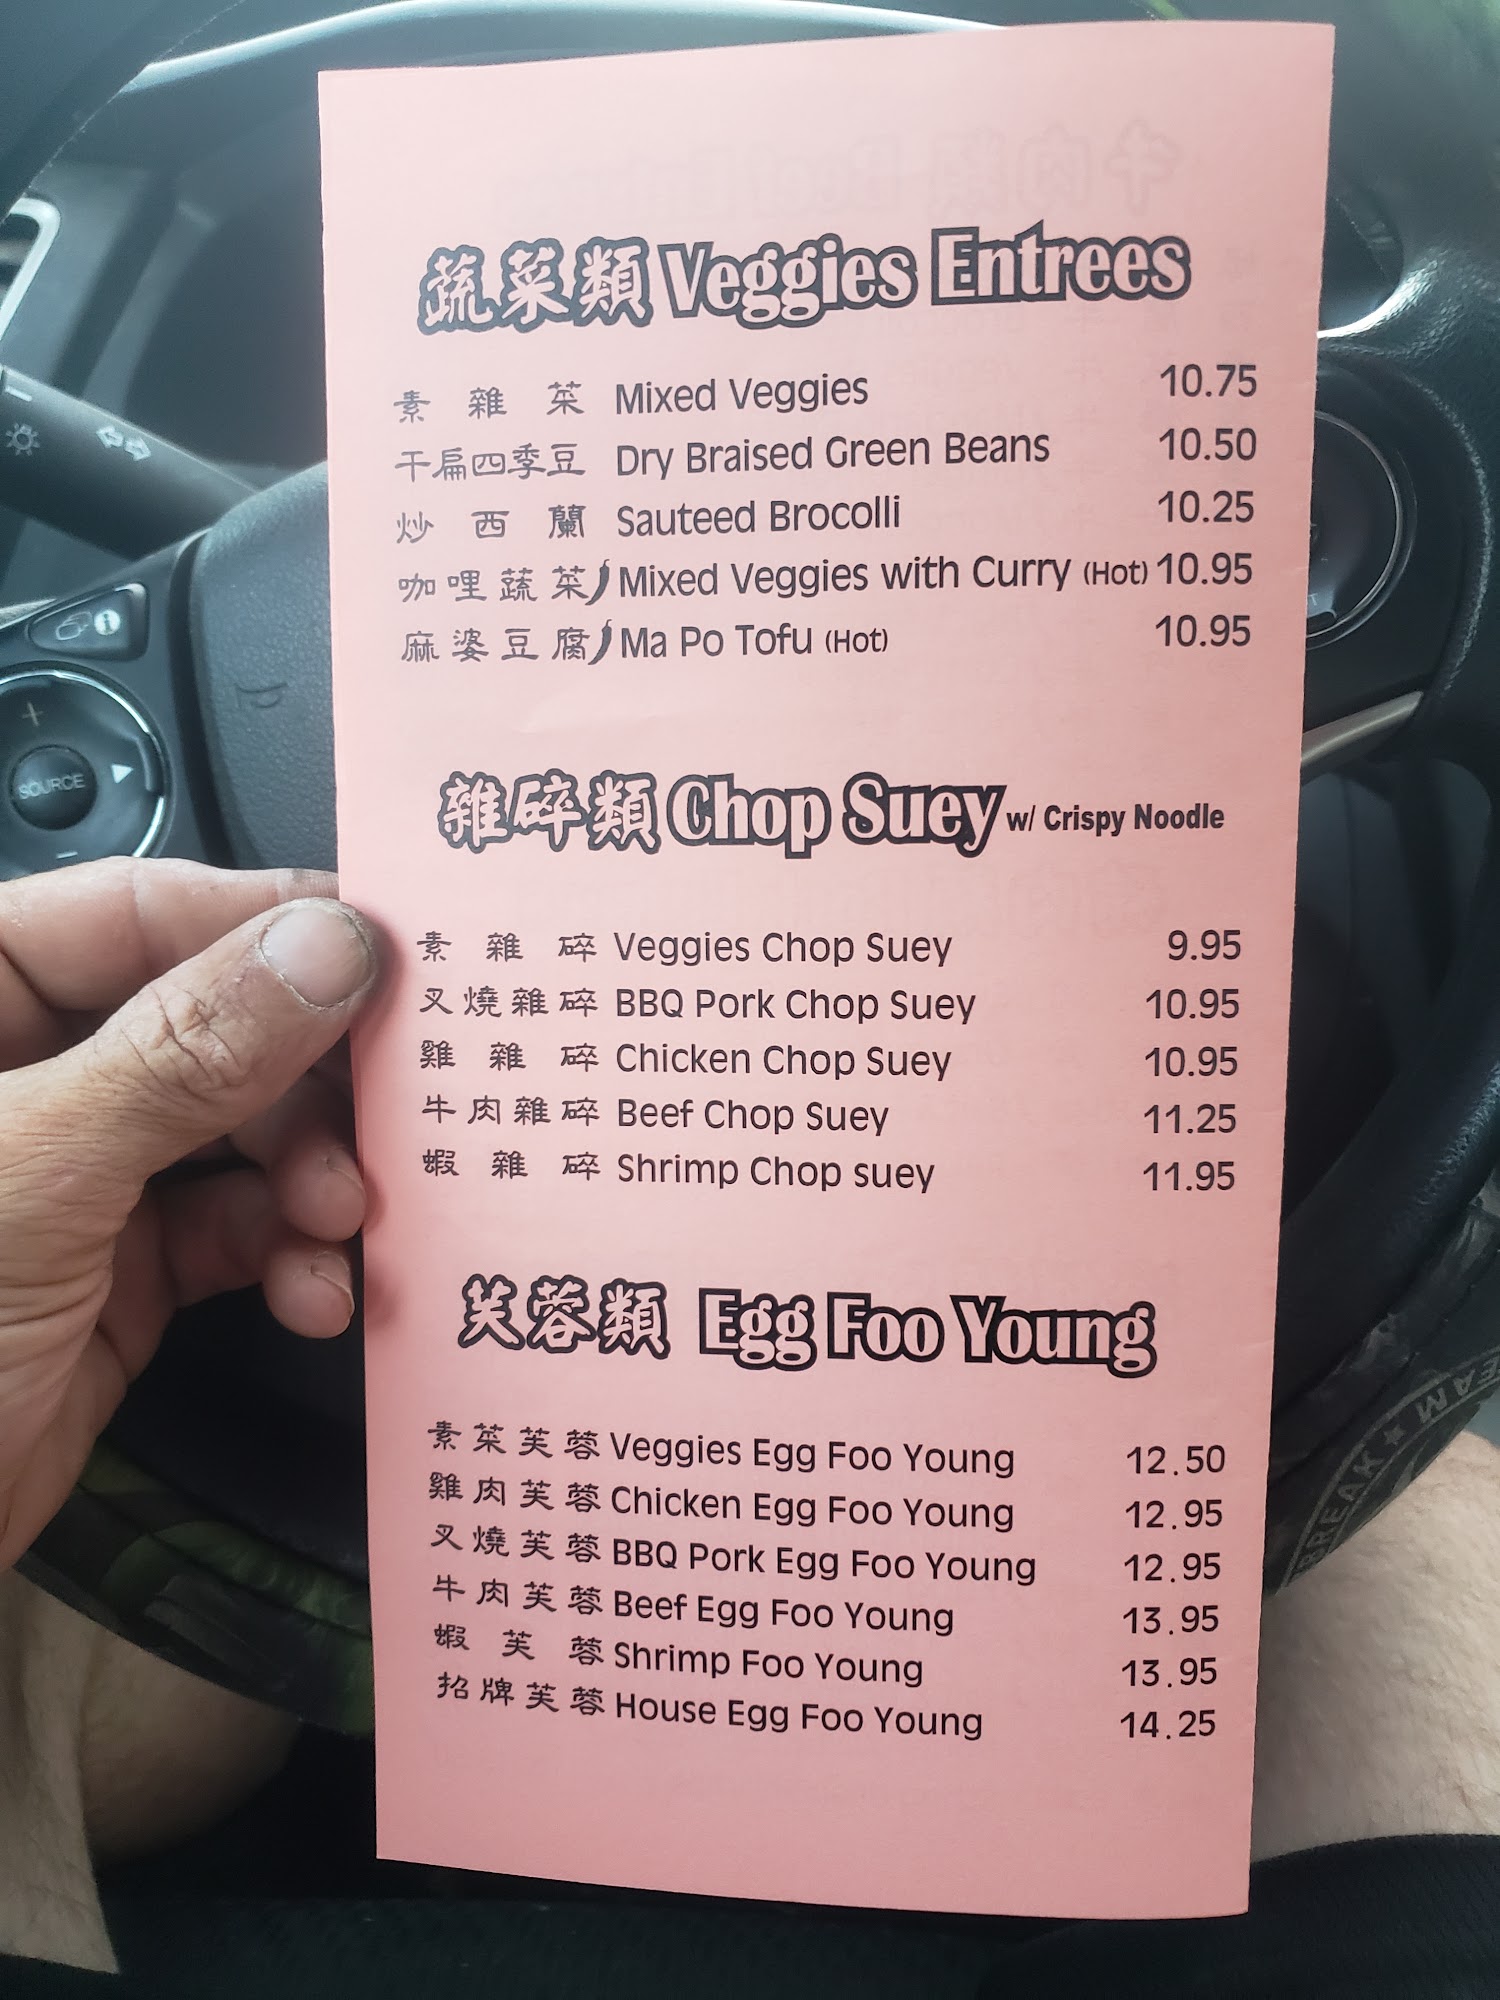 蔬菜類 Veggies Entrees
素雜菜 Mixed Veggies 10.75
干扁四季豆 Dry Braised Green Beans 10.50
炒西蘭 Sauteed Brocolli 10.25
咖哩蔬菜 Mixed Veggies with Curry (Hot) 10.95
麻婆豆腐 Ma Po Tofu (Hot) 10.95
雜碎類 Chop Suey w/ Crispy Noodle
素雜碎 Veggies Chop Suey 9.95
叉燒雜碎 BBQ Pork Chop Suey 10.95
雞雜碎 Chicken Chop Suey 10.95
牛肉雜碎 Beef Chop Suey 11.25
蝦雜碎 Shrimp Chop suey 11.95
芙蓉類 Egg Foo Young
素菜芙蓉 Veggies Egg Foo Young 12.50
雞肉芙蓉 Chicken Egg Foo Young 12.95
叉燒芙蓉 BBQ Pork Egg Foo Young 12.95
牛肉芙蓉 Beef Egg Foo Young 13.95
蝦芙蓉 Shrimp Foo Young 13.95
招牌芙蓉 House Egg Foo Young 14.25
SOURCE
BREAK